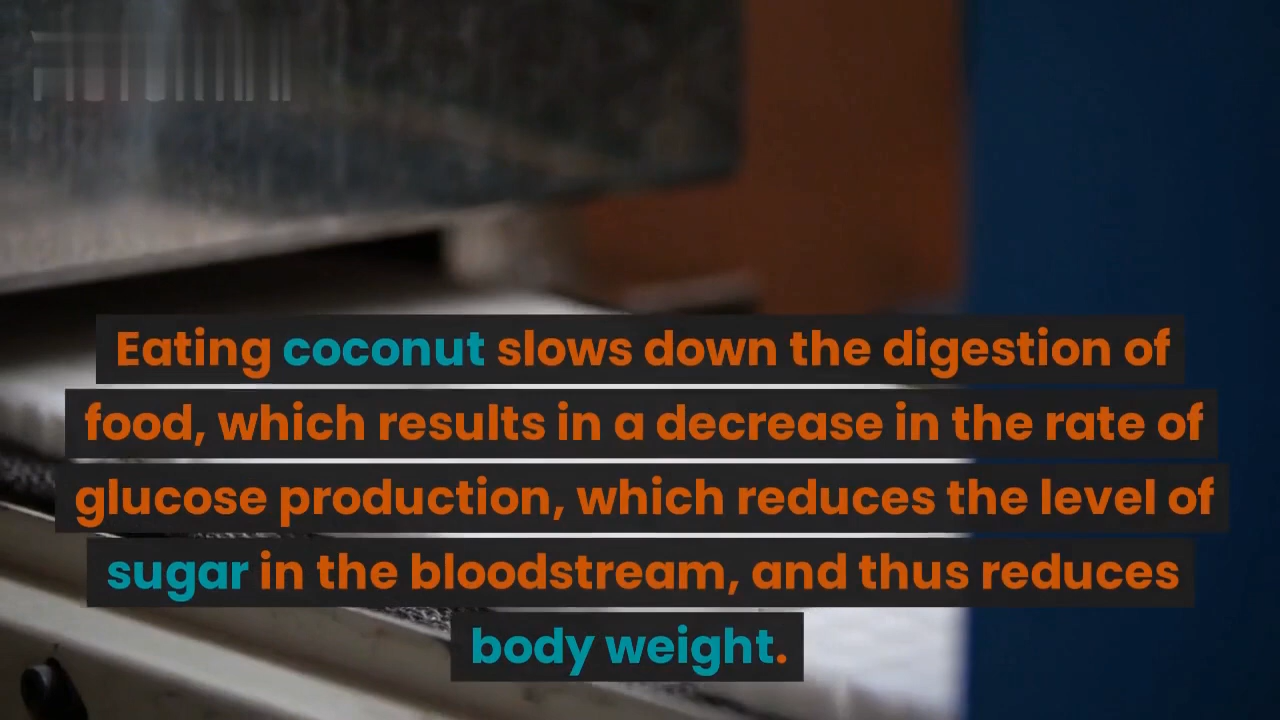 Eating coconut slows down the digestion of
food, which results in a decrease in the rate of
glucose production, which reduces the level of
sugar in the bloodstream, and thus reduces
body weight.